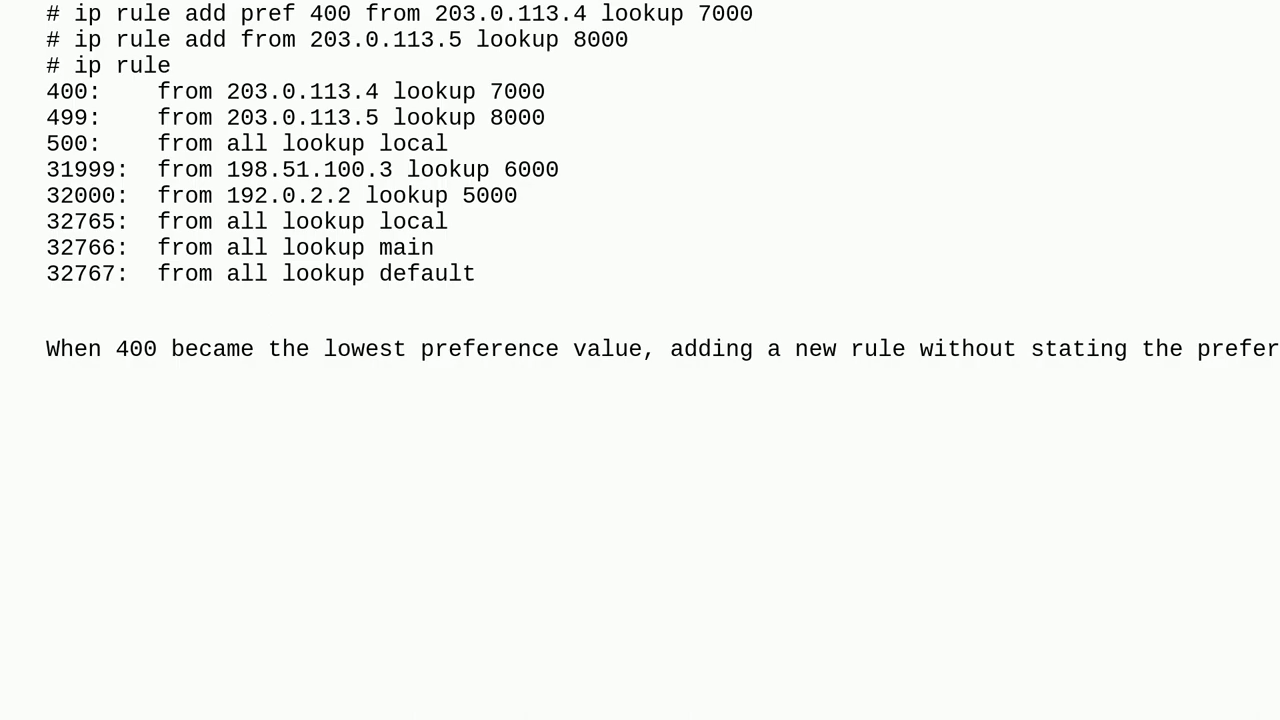 # ip rule add pref 400 from 203.0.113.4 lookup 7000
# ip rule add from 203.0.113.5 lookup 8000
# ip rule
400:    from 203.0.113.4 lookup 7000
499:    from 203.0.113.5 lookup 8000
500:    from all lookup local
31999:  from 198.51.100.3 lookup 6000
32000:  from 192.0.2.2 lookup 5000
32765:  from all lookup local
32766:  from all lookup main
32767:  from all lookup default
When 400 became the lowest preference value, adding a new rule without stating the prefer